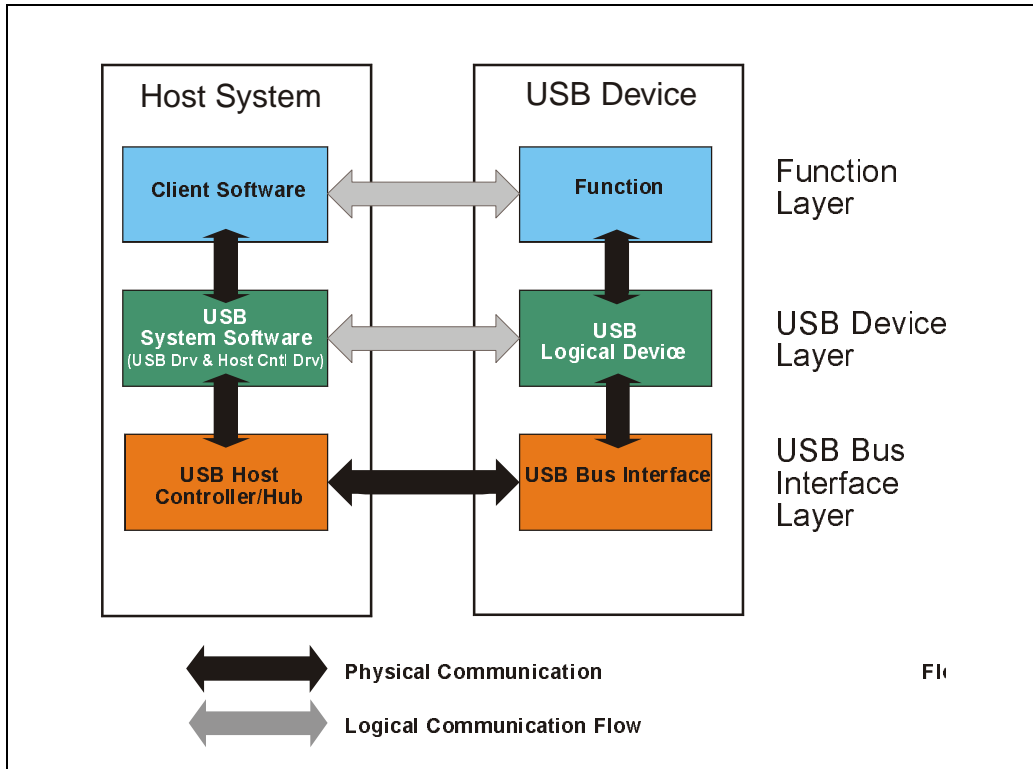 Host System
USB Device
Client Software
Function
Function
Layer
USB
System Software
(USB Drv & Host Cntl Drv)
USB
Logical Device
USB Device
Layer
USB Host
Controller/Hub
USB Bus Interface
USB Bus
Interface
Layer
Physical Communication
Logical Communication Flow